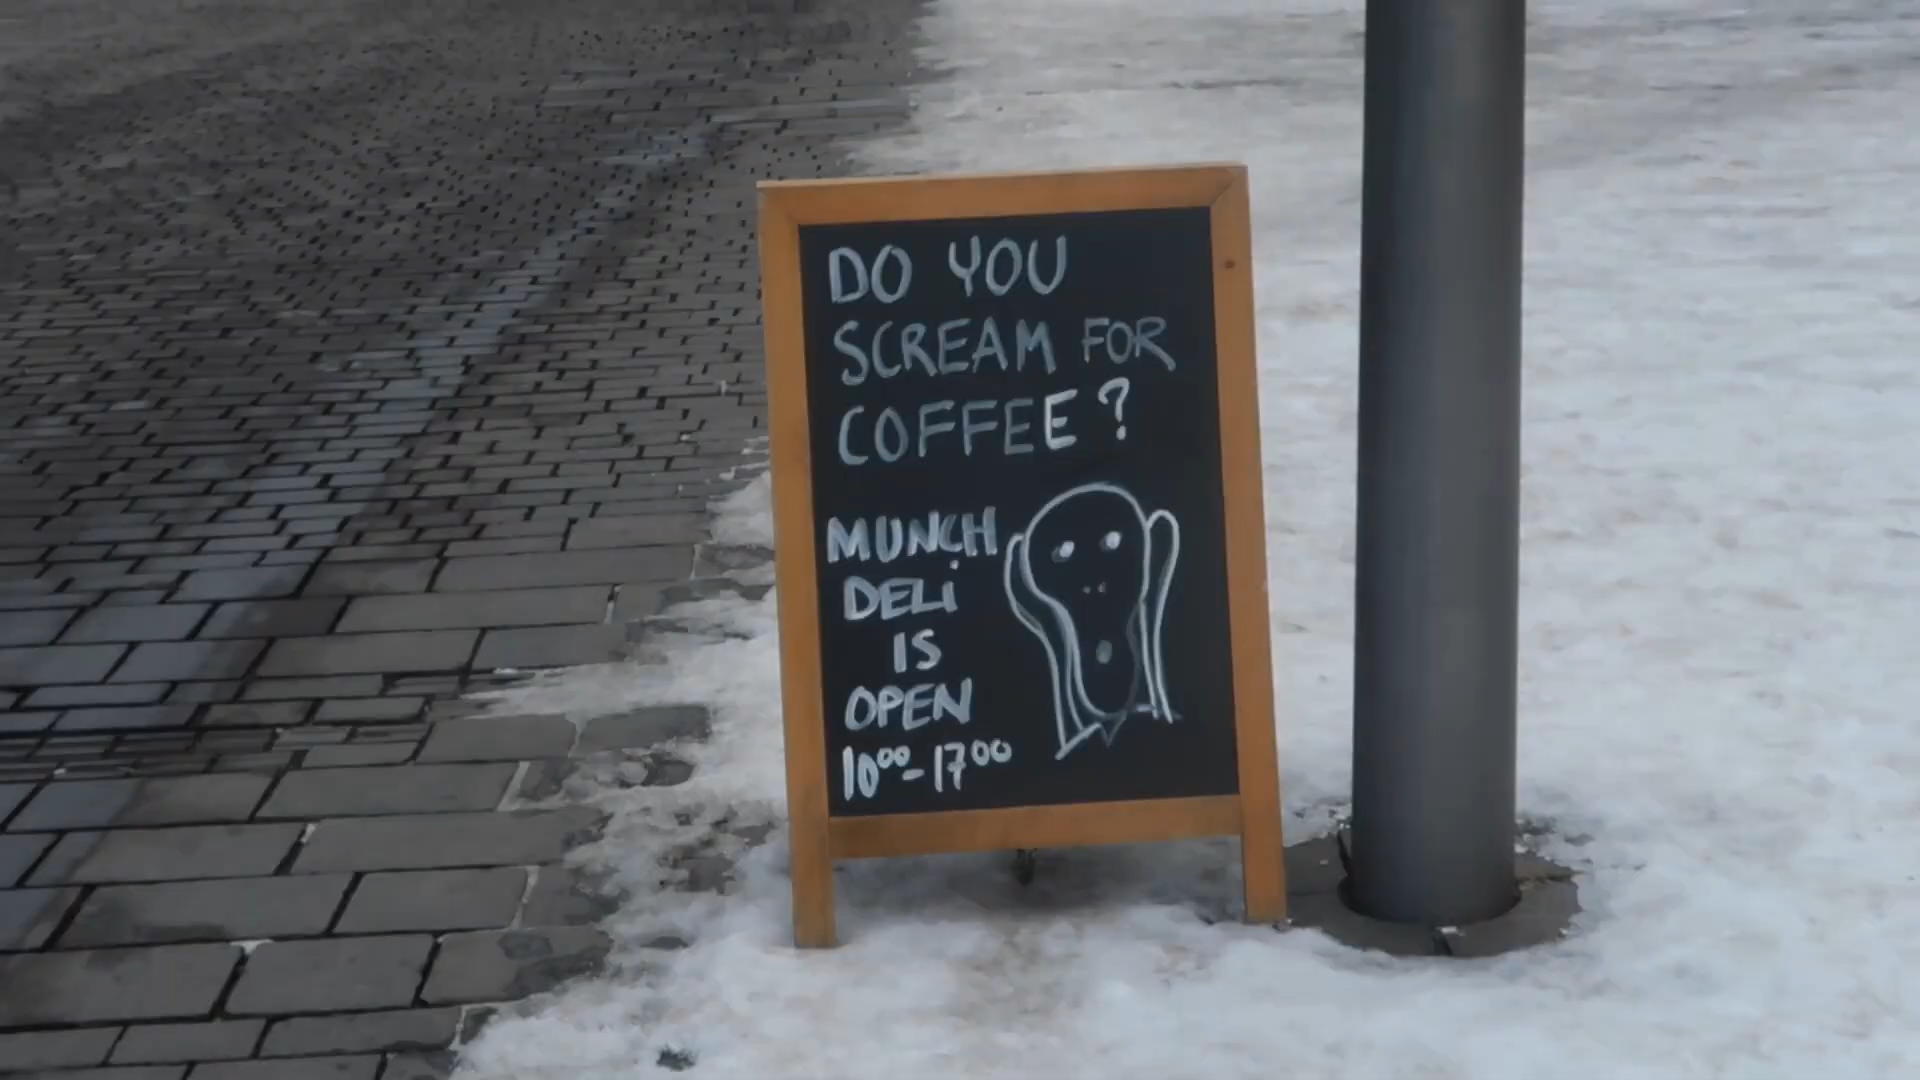 DO YOU
SCREAM FOR
COFFEE?
MUNCH
DELi
IS
OPEN
10⁰⁰-17⁰⁰